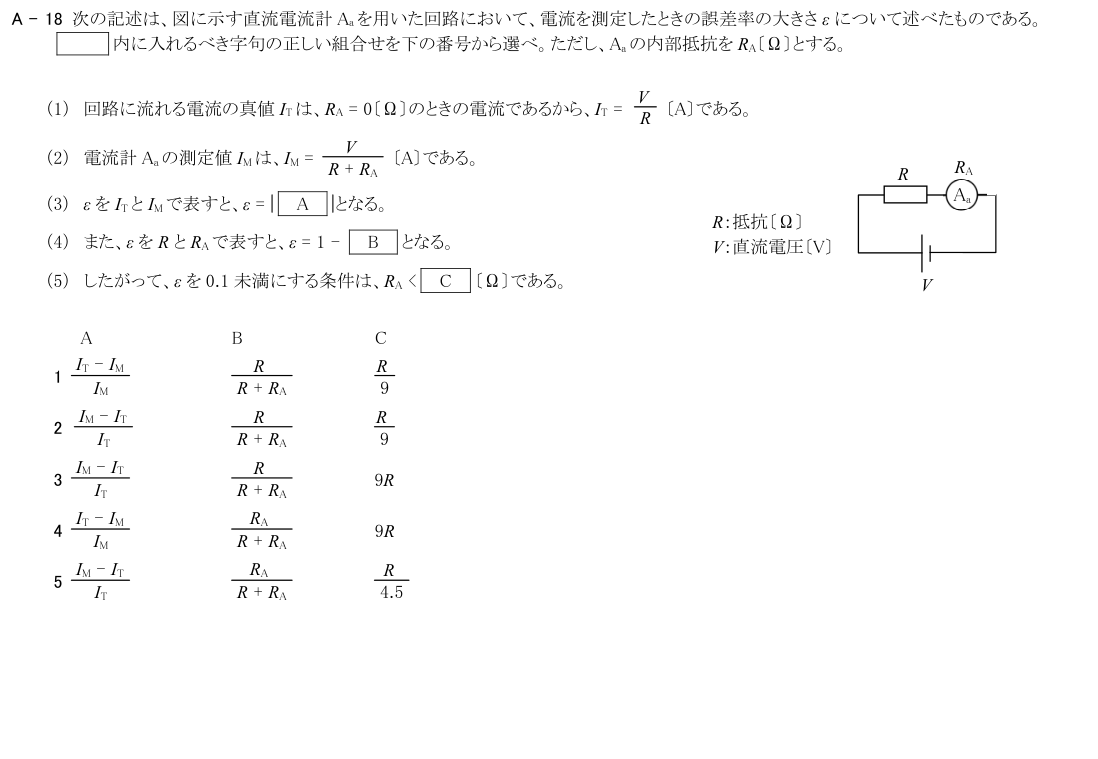 A － 18 次の記述は、図に示す直流電流計 Aaを用いた回路において、電流を測定したときの誤差率の大きさ ε について述べたものである。
内に入れるべき字句の正しい組合せを下の番号から選べ。ただし、Aaの内部抵抗を RA〔Ω〕とする。
(1) 回路に流れる電流の真値 ITは、RA = 0〔Ω〕のときの電流であるから、IT = V/R 〔A〕である。
(2) 電流計 Aaの測定値 IMは、IM = V/(R + RA) 〔A〕である。
(3) εを ITと IMで表すと、ε = | A |となる。
(4) また、εを Rと RAで表すと、ε = 1 − B となる。
(5) したがって、εを 0.1 未満にする条件は、RA < C 〔Ω〕である。
R:抵抗〔Ω〕
V:直流電圧〔V〕
R RA
Aa
V
A B C
1 (IT − IM)/IM R/(R + RA) R/9
2 (IM − IT)/IT R/(R + RA) R/9
3 (IM − IT)/IT R/(R + RA) 9R
4 (IT − IM)/IM RA/(R + RA) 9R
5 (IM − IT)/IT RA/(R + RA) R/4.5